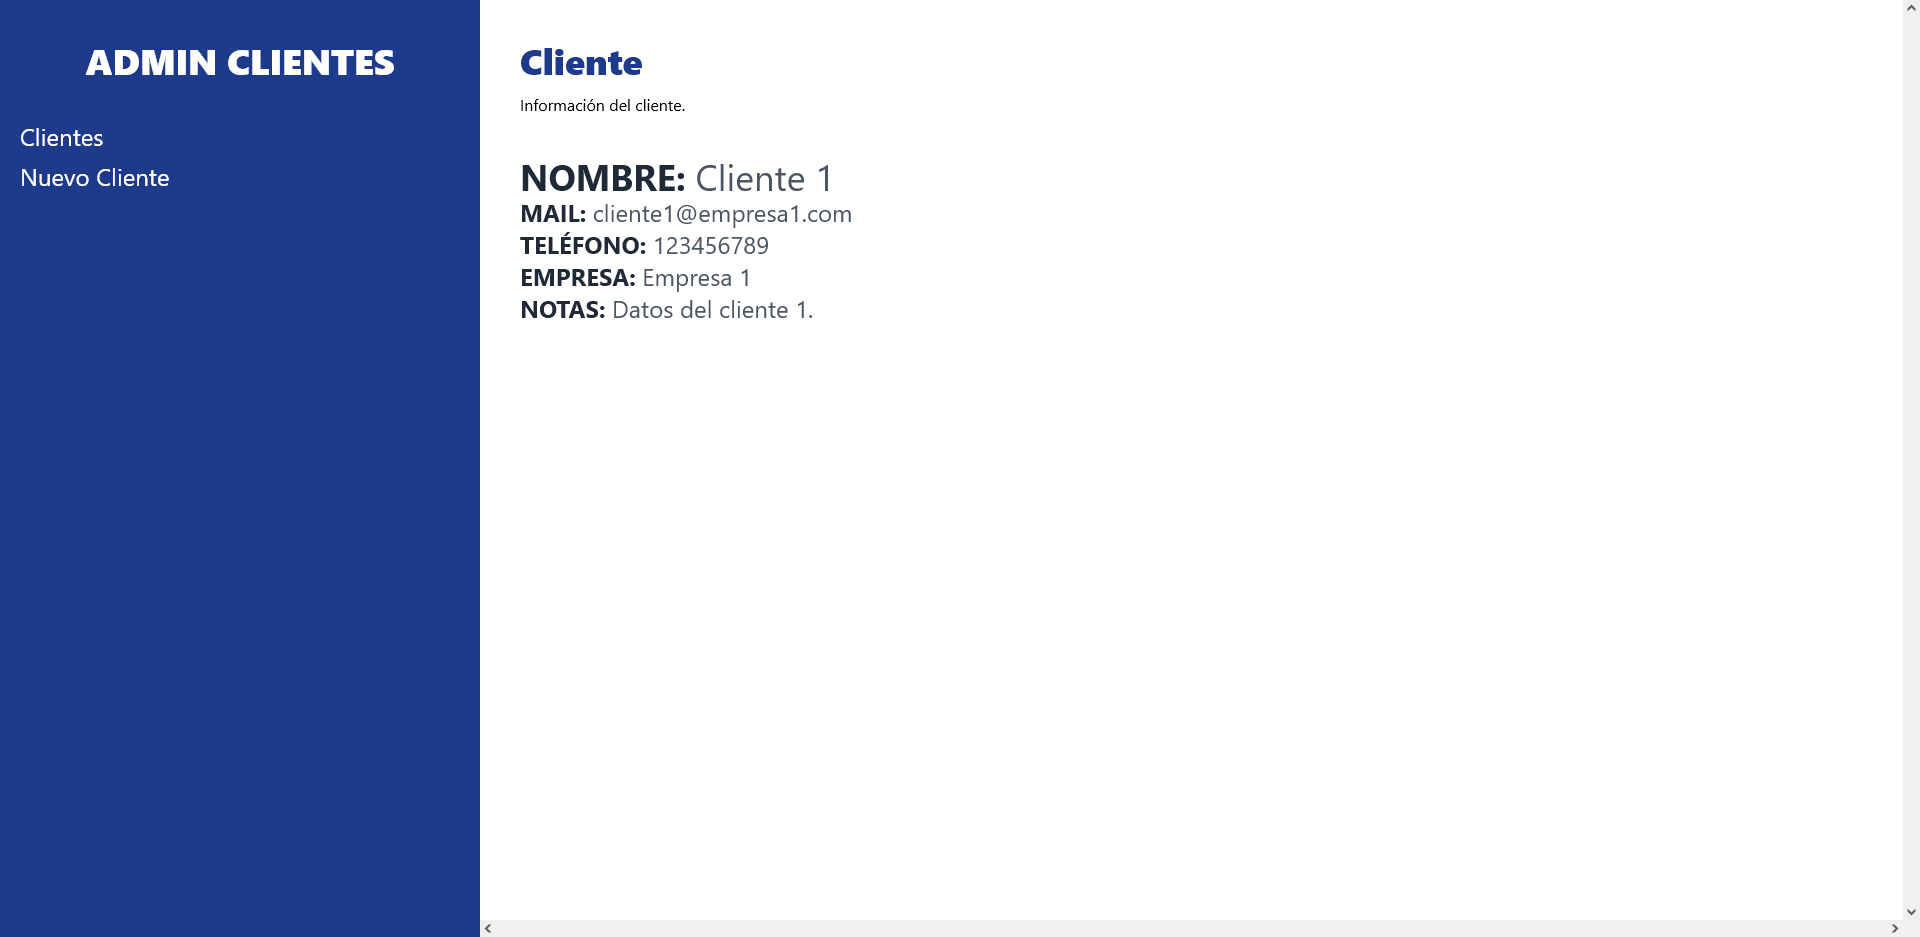 ADMIN CLIENTES
Clientes
Nuevo Cliente
Cliente
Información del cliente.
NOMBRE: Cliente 1
MAIL: cliente1@empresa1.com
TELÉFONO: 123456789
EMPRESA: Empresa 1
NOTAS: Datos del cliente 1.